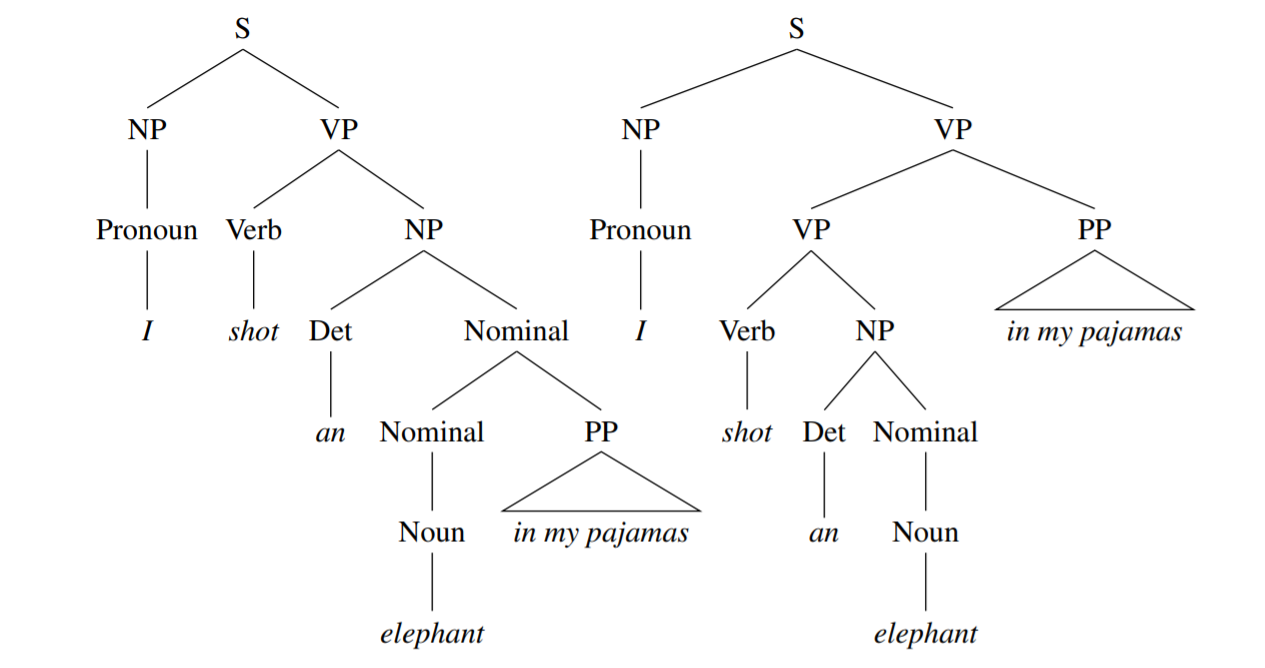 S S
NP VP NP VP
Pronoun Verb NP Pronoun VP PP
I shot Det Nominal I Verb NP in my pajamas
an Nominal PP shot Det Nominal
Noun in my pajamas an Noun
elephant elephant